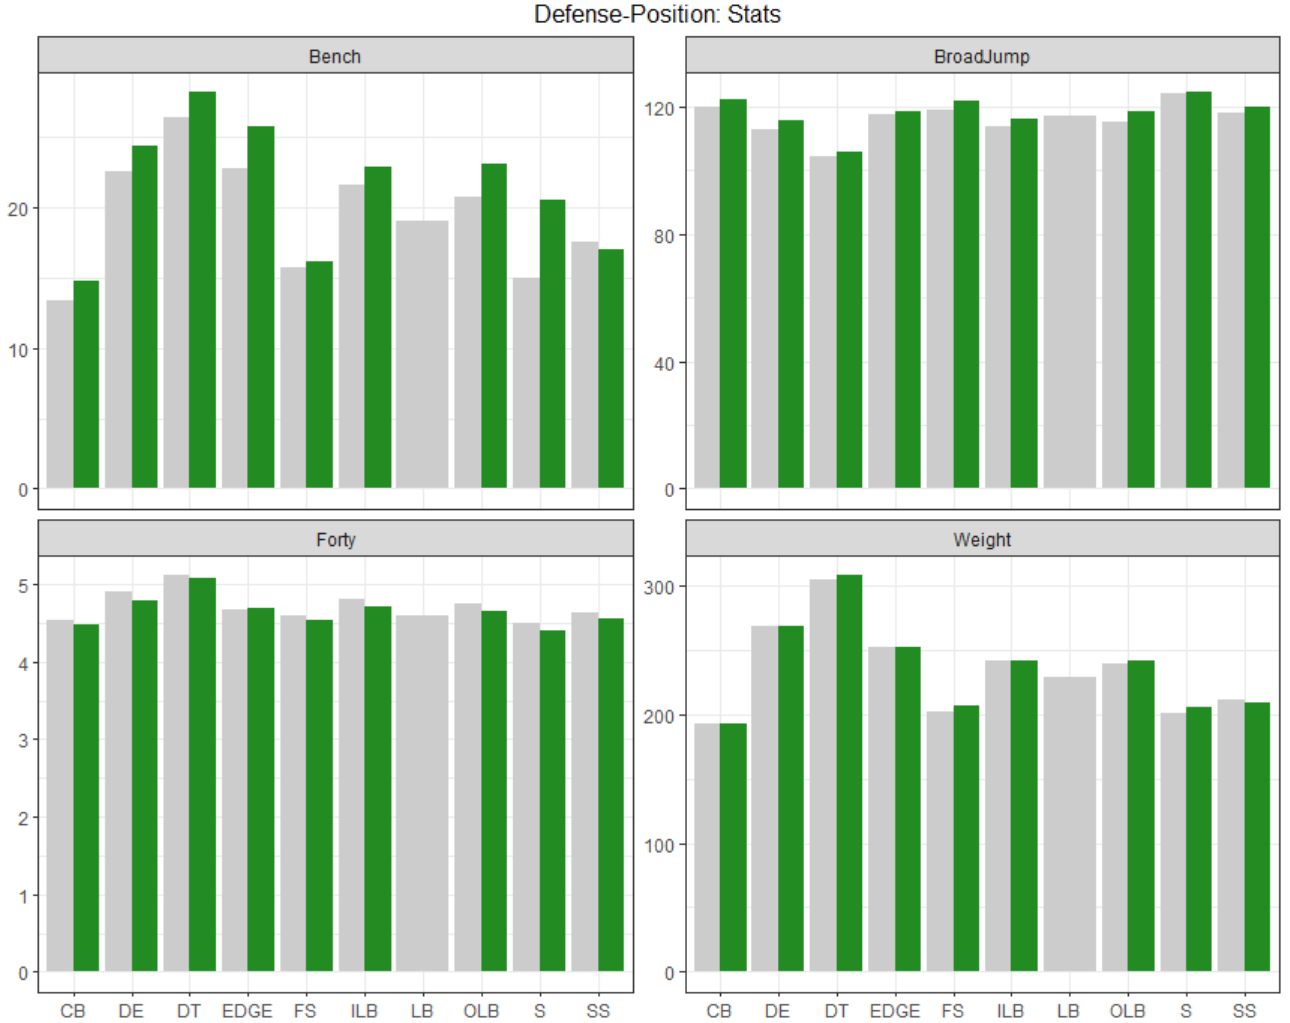 Defense-Position: Stats
Bench
BroadJump
20
10
0
120
80
40
0
Forty
Weight
5
4
3
2
1
0
300
200
100
0
CB DE DT EDGE FS ILB LB OLB S SS
CB DE DT EDGE FS ILB LB OLB S SS